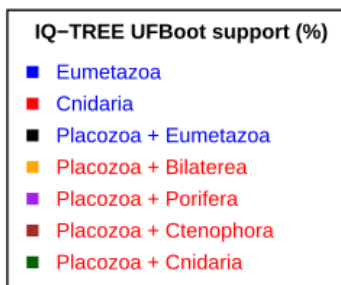 IQ−TREE UFBoot support (%)
Eumetazoa
Cnidaria
Placozoa + Eumetazoa
Placozoa + Bilaterea
Placozoa + Porifera
Placozoa + Ctenophora
Placozoa + Cnidaria